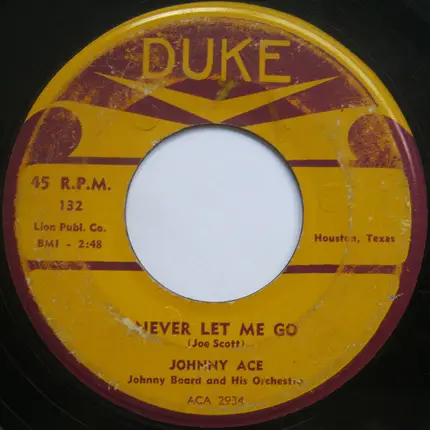 DUKE
45 R.P.M.
132
Lion Publ. Co.
BMI - 2:48
Houston, Texas
NEVER LET ME GO
(Joe Scott)
JOHNNY ACE
Johnny Board and His Orchestra
ACA 2934